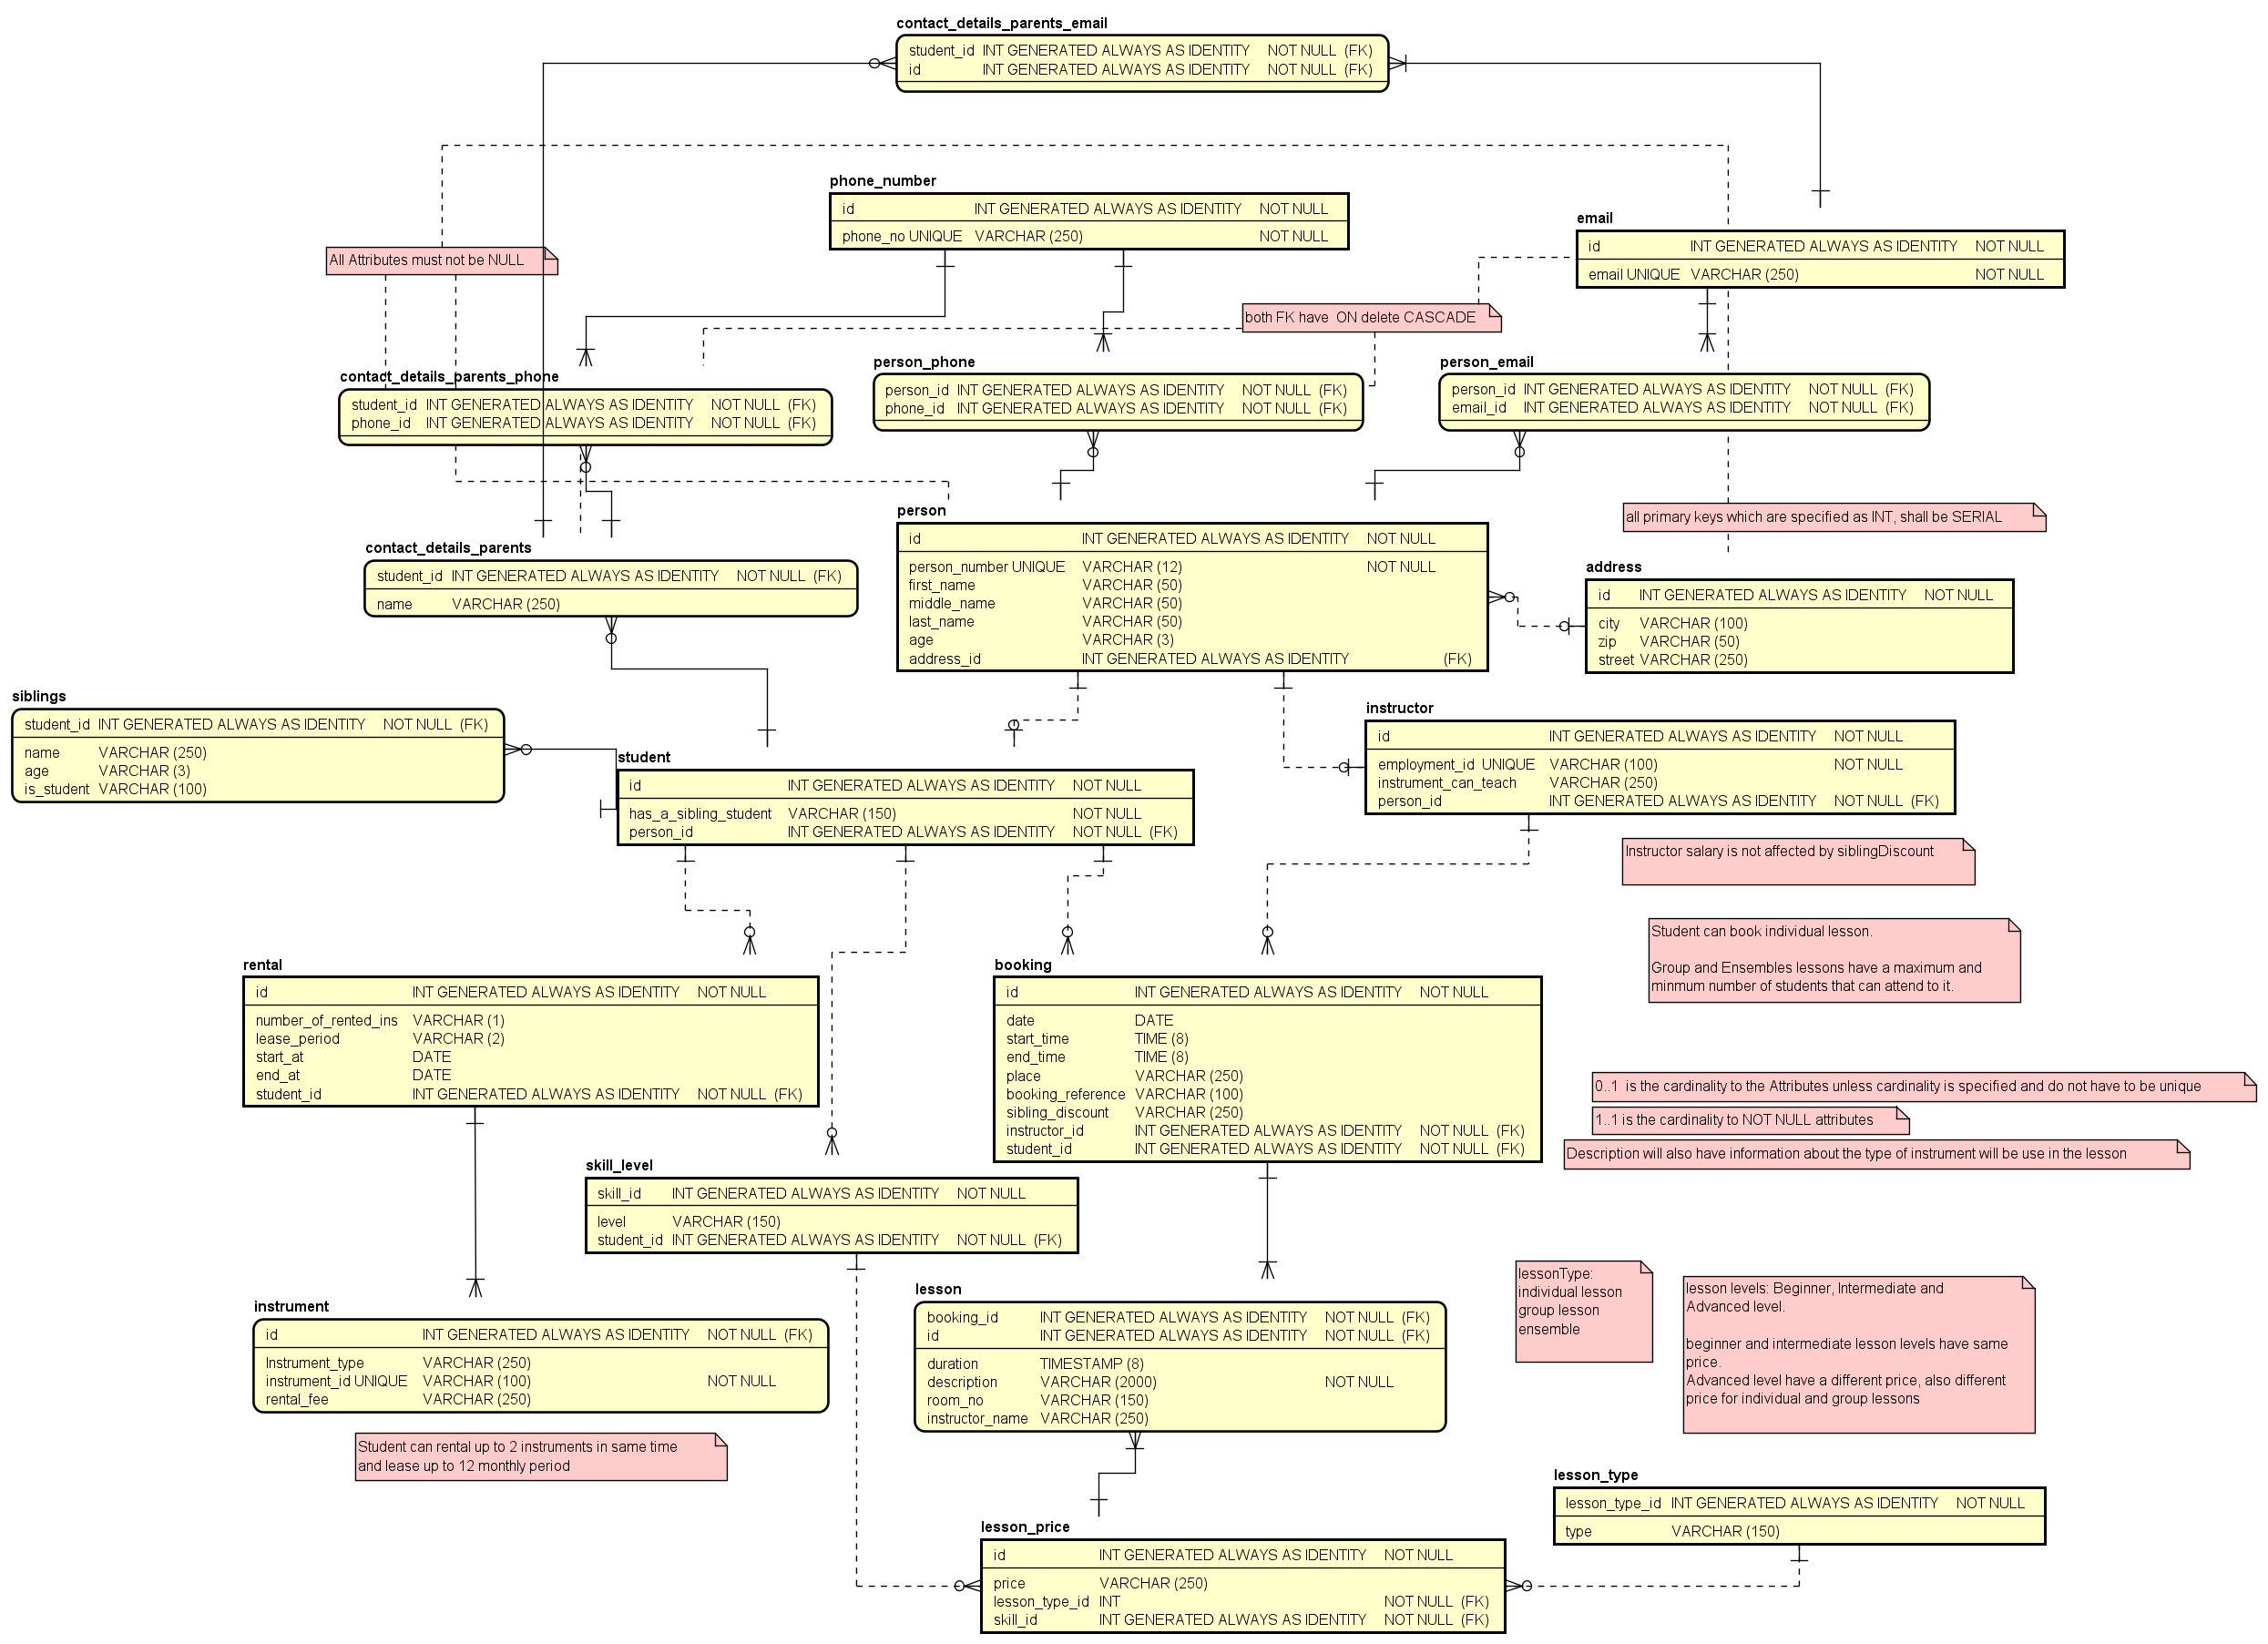 contact_details_parents_email
student_id INT GENERATED ALWAYS AS IDENTITY NOT NULL (FK)
id INT GENERATED ALWAYS AS IDENTITY NOT NULL (FK)
phone_number
id INT GENERATED ALWAYS AS IDENTITY NOT NULL
phone_no UNIQUE VARCHAR (250) NOT NULL
email
id INT GENERATED ALWAYS AS IDENTITY NOT NULL
email UNIQUE VARCHAR (250) NOT NULL
All Attributes must not be NULL
both FK have  ON delete CASCADE
contact_details_parents_phone
student_id INT GENERATED ALWAYS AS IDENTITY NOT NULL (FK)
phone_id INT GENERATED ALWAYS AS IDENTITY NOT NULL (FK)
person_phone
person_id INT GENERATED ALWAYS AS IDENTITY NOT NULL (FK)
phone_id INT GENERATED ALWAYS AS IDENTITY NOT NULL (FK)
person_email
person_id INT GENERATED ALWAYS AS IDENTITY NOT NULL (FK)
email_id INT GENERATED ALWAYS AS IDENTITY NOT NULL (FK)
all primary keys which are specified as INT, shall be SERIAL
contact_details_parents
student_id INT GENERATED ALWAYS AS IDENTITY NOT NULL (FK)
name VARCHAR (250)
person
id INT GENERATED ALWAYS AS IDENTITY NOT NULL
person_number UNIQUE VARCHAR (12) NOT NULL
first_name VARCHAR (50)
middle_name VARCHAR (50)
last_name VARCHAR (50)
age VARCHAR (3)
address_id INT GENERATED ALWAYS AS IDENTITY (FK)
address
id INT GENERATED ALWAYS AS IDENTITY NOT NULL
city VARCHAR (100)
zip VARCHAR (50)
street VARCHAR (250)
siblings
student_id INT GENERATED ALWAYS AS IDENTITY NOT NULL (FK)
name VARCHAR (250)
age VARCHAR (3)
is_student VARCHAR (100)
student
id INT GENERATED ALWAYS AS IDENTITY NOT NULL
has_a_sibling_student VARCHAR (150) NOT NULL
person_id INT GENERATED ALWAYS AS IDENTITY NOT NULL (FK)
instructor
id INT GENERATED ALWAYS AS IDENTITY NOT NULL
employment_id  UNIQUE VARCHAR (100) NOT NULL
instrument_can_teach VARCHAR (250)
person_id INT GENERATED ALWAYS AS IDENTITY NOT NULL (FK)
Instructor salary is not affected by siblingDiscount
Student can book individual lesson.
Group and Ensembles lessons have a maximum and
minmum number of students that can attend to it.
rental
id INT GENERATED ALWAYS AS IDENTITY NOT NULL
number_of_rented_ins VARCHAR (1)
lease_period VARCHAR (2)
start_at DATE
end_at DATE
student_id INT GENERATED ALWAYS AS IDENTITY NOT NULL (FK)
booking
id INT GENERATED ALWAYS AS IDENTITY NOT NULL
date DATE
start_time TIME (8)
end_time TIME (8)
place VARCHAR (250)
booking_reference VARCHAR (100)
sibling_discount VARCHAR (250)
instructor_id INT GENERATED ALWAYS AS IDENTITY NOT NULL (FK)
student_id INT GENERATED ALWAYS AS IDENTITY NOT NULL (FK)
0..1  is the cardinality to the Attributes unless cardinality is specified and do not have to be unique
1..1 is the cardinality to NOT NULL attributes
Description will also have information about the type of instrument will be use in the lesson
skill_level
skill_id INT GENERATED ALWAYS AS IDENTITY NOT NULL
level VARCHAR (150)
student_id INT GENERATED ALWAYS AS IDENTITY NOT NULL (FK)
instrument
id INT GENERATED ALWAYS AS IDENTITY NOT NULL (FK)
Instrument_type VARCHAR (250)
instrument_id UNIQUE VARCHAR (100) NOT NULL
rental_fee VARCHAR (250)
Student can rental up to 2 instruments in same time
and lease up to 12 monthly period
lesson
booking_id INT GENERATED ALWAYS AS IDENTITY NOT NULL (FK)
id INT GENERATED ALWAYS AS IDENTITY NOT NULL (FK)
duration TIMESTAMP (8)
description VARCHAR (2000) NOT NULL
room_no VARCHAR (150)
instructor_name VARCHAR (250)
lessonType:
individual lesson
group lesson
ensemble
lesson levels: Beginner, Intermediate and
Advanced level.
beginner and intermediate lesson levels have same
price.
Advanced level have a different price, also different
price for individual and group lessons
lesson_type
lesson_type_id INT GENERATED ALWAYS AS IDENTITY NOT NULL
type VARCHAR (150)
lesson_price
id INT GENERATED ALWAYS AS IDENTITY NOT NULL
price VARCHAR (250)
lesson_type_id INT NOT NULL (FK)
skill_id INT GENERATED ALWAYS AS IDENTITY NOT NULL (FK)